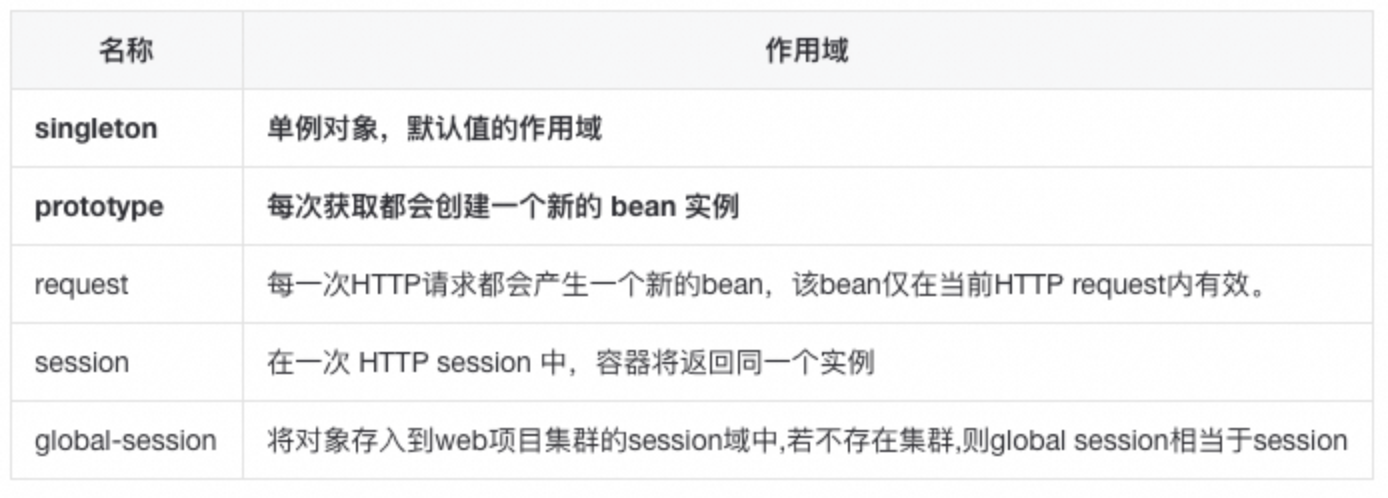 名称 作用域
singleton 单例对象，默认值的作用域
prototype 每次获取都会创建一个新的 bean 实例
request 每一次HTTP请求都会产生一个新的bean，该bean仅在当前HTTP request内有效。
session 在一次 HTTP session 中，容器将返回同一个实例
global-session 将对象存入到web项目集群的session域中,若不存在集群,则global session相当于session